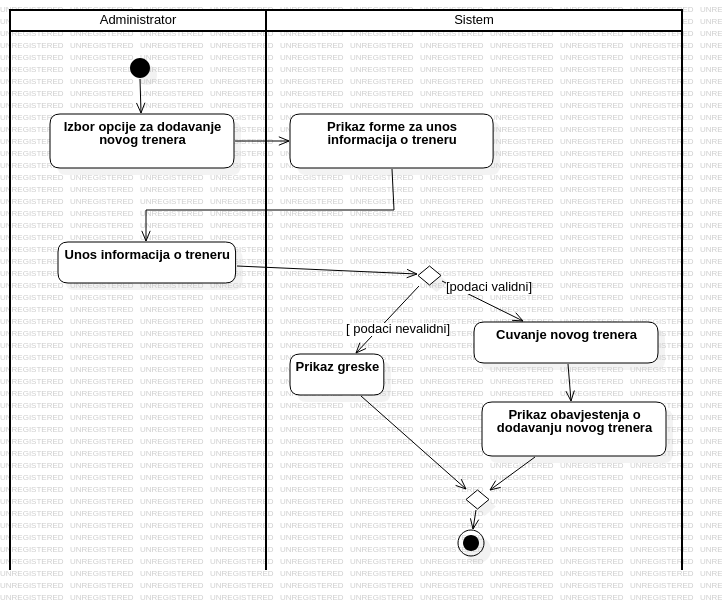 Administrator
Sistem
Izbor opcije za dodavanje
novog trenera
Prikaz forme za unos
informacija o treneru
Unos informacija o treneru
[podaci validni]
[ podaci nevalidni]
Cuvanje novog trenera
Prikaz greske
Prikaz obavjestenja o
dodavanju novog trenera
UNREGISTERED